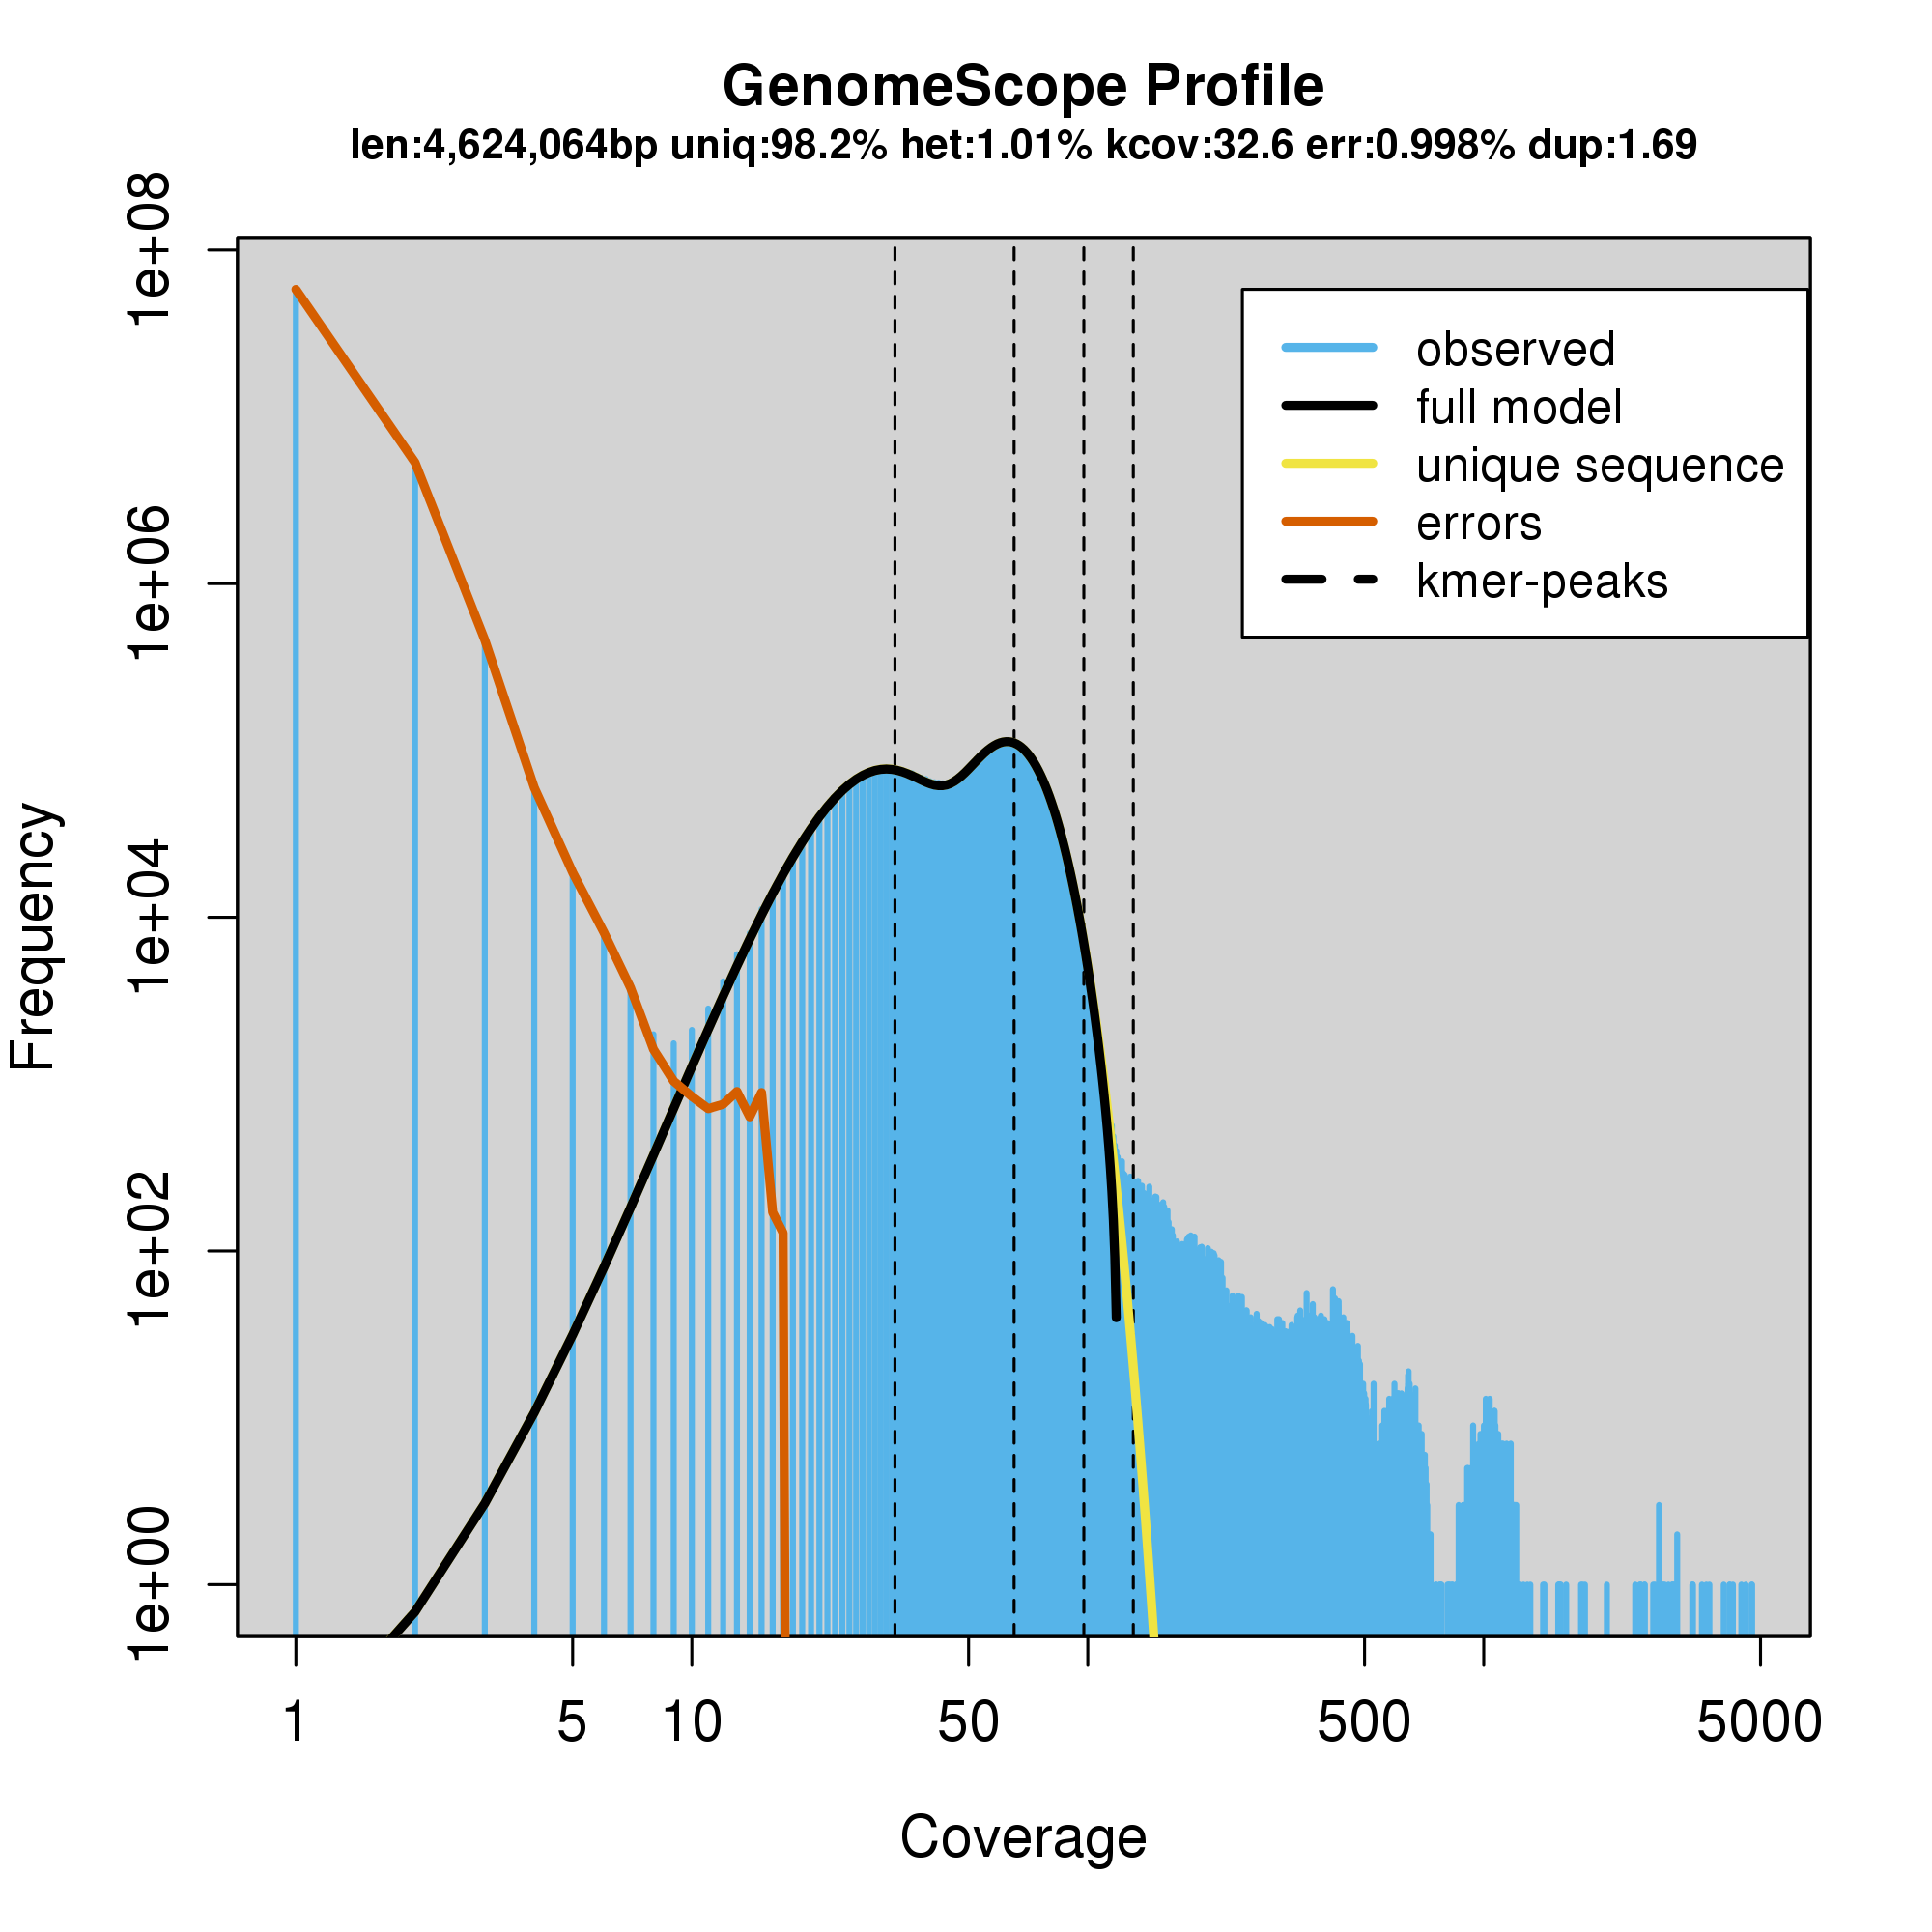 GenomeScope Profile
len:4,624,064bp uniq:98.2% het:1.01% kcov:32.6 err:0.998% dup:1.69
1e+08
1e+06
1e+04
1e+02
1e+00
Frequency
observed
full model
unique sequence
errors
kmer-peaks
1 5 10 50 500 5000
Coverage